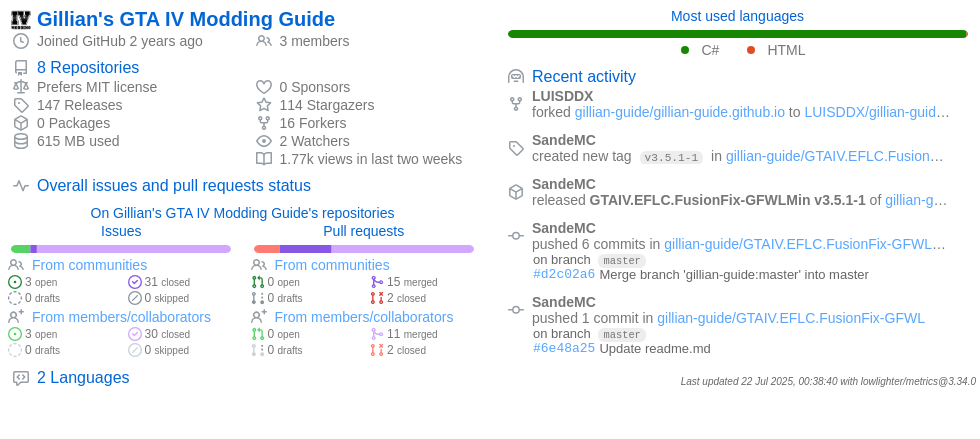 Gillian's GTA IV Modding Guide
Joined GitHub 2 years ago
3 members
8 Repositories
Prefers MIT license
147 Releases
0 Packages
615 MB used
0 Sponsors
114 Stargazers
16 Forkers
2 Watchers
1.77k views in last two weeks
Overall issues and pull requests status
On Gillian's GTA IV Modding Guide's repositories
Issues
From communities
3 open
31 closed
0 drafts
0 skipped
From members/collaborators
3 open
30 closed
0 drafts
0 skipped
Pull requests
From communities
0 open
15 merged
0 drafts
2 closed
From members/collaborators
0 open
11 merged
0 drafts
2 closed
2 Languages
Most used languages
C# HTML
Recent activity
LUISDDX
forked gillian-guide/gillian-guide.github.io to LUISDDX/gillian-guid…
SandeMC
created new tag v3.5.1-1 in gillian-guide/GTAIV.EFLC.Fusion…
SandeMC
released GTAIV.EFLC.FusionFix-GFWLMin v3.5.1-1 of gillian-g…
SandeMC
pushed 6 commits in gillian-guide/GTAIV.EFLC.FusionFix-GFWL…
on branch master
#d2c02a6 Merge branch 'gillian-guide:master' into master
SandeMC
pushed 1 commit in gillian-guide/GTAIV.EFLC.FusionFix-GFWL
on branch master
#6e48a25 Update readme.md
Last updated 22 Jul 2025, 00:38:40 with lowlighter/metrics@3.34.0